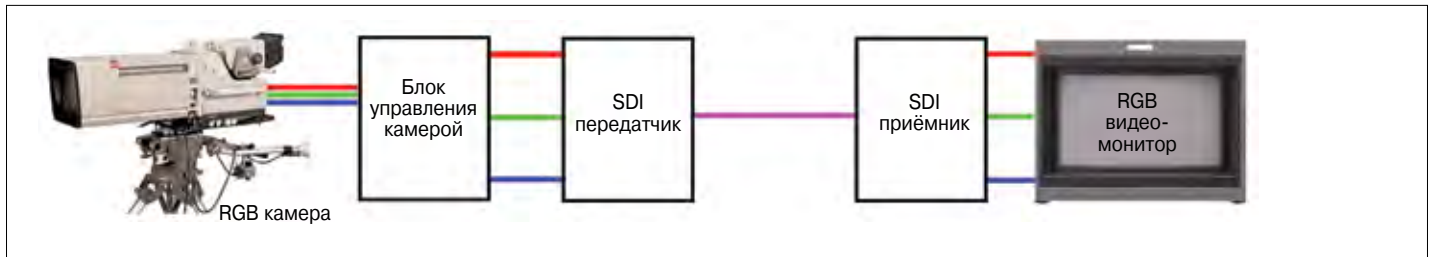 RGB камера
Блок
управления
камерой
SDI
передатчик
SDI
приёмник
RGB
видео-
монитор